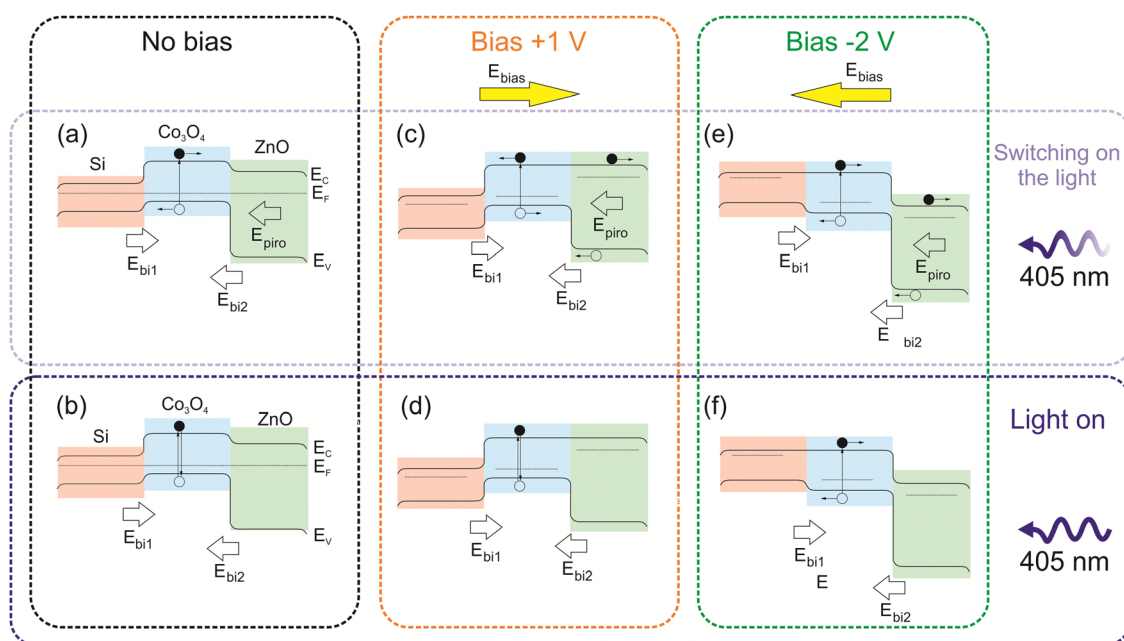 No bias
Bias +1 V
Bias -2 V
E bias
E bias
(a)
Co₃O₄
Si
ZnO
E_C
E_F
E_piro
E_V
E_bi1
E_bi2
(c)
E_piro
E_bi1
E_bi2
(e)
E_piro
E_bi1
E
bi2
Switching on
the light
405 nm
(b)
Co₃O₄
Si
ZnO
E_C
E_F
E_V
E_bi1
E_bi2
(d)
E_bi1
E_bi2
(f)
E_bi1
E
E_bi2
Light on
405 nm